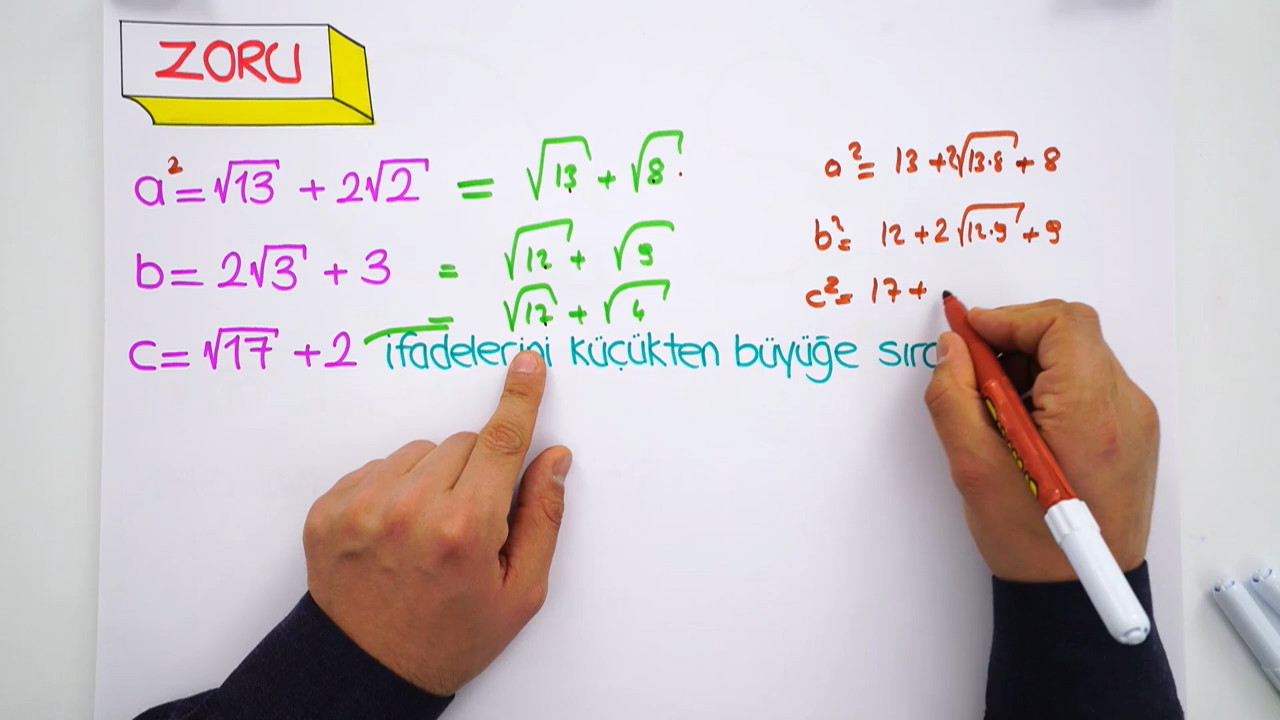 ZORU
a² = √13 + 2√2 = √13 + √8
a² = 13 + 2√13·8 + 8
b = 2√3 + 3 = √12 + √9
b² = 12 + 2√12·9 + 9
c = √17 + 2 = √17 + √4
c² = 17 +
ifadelerini küçükten büyüğe